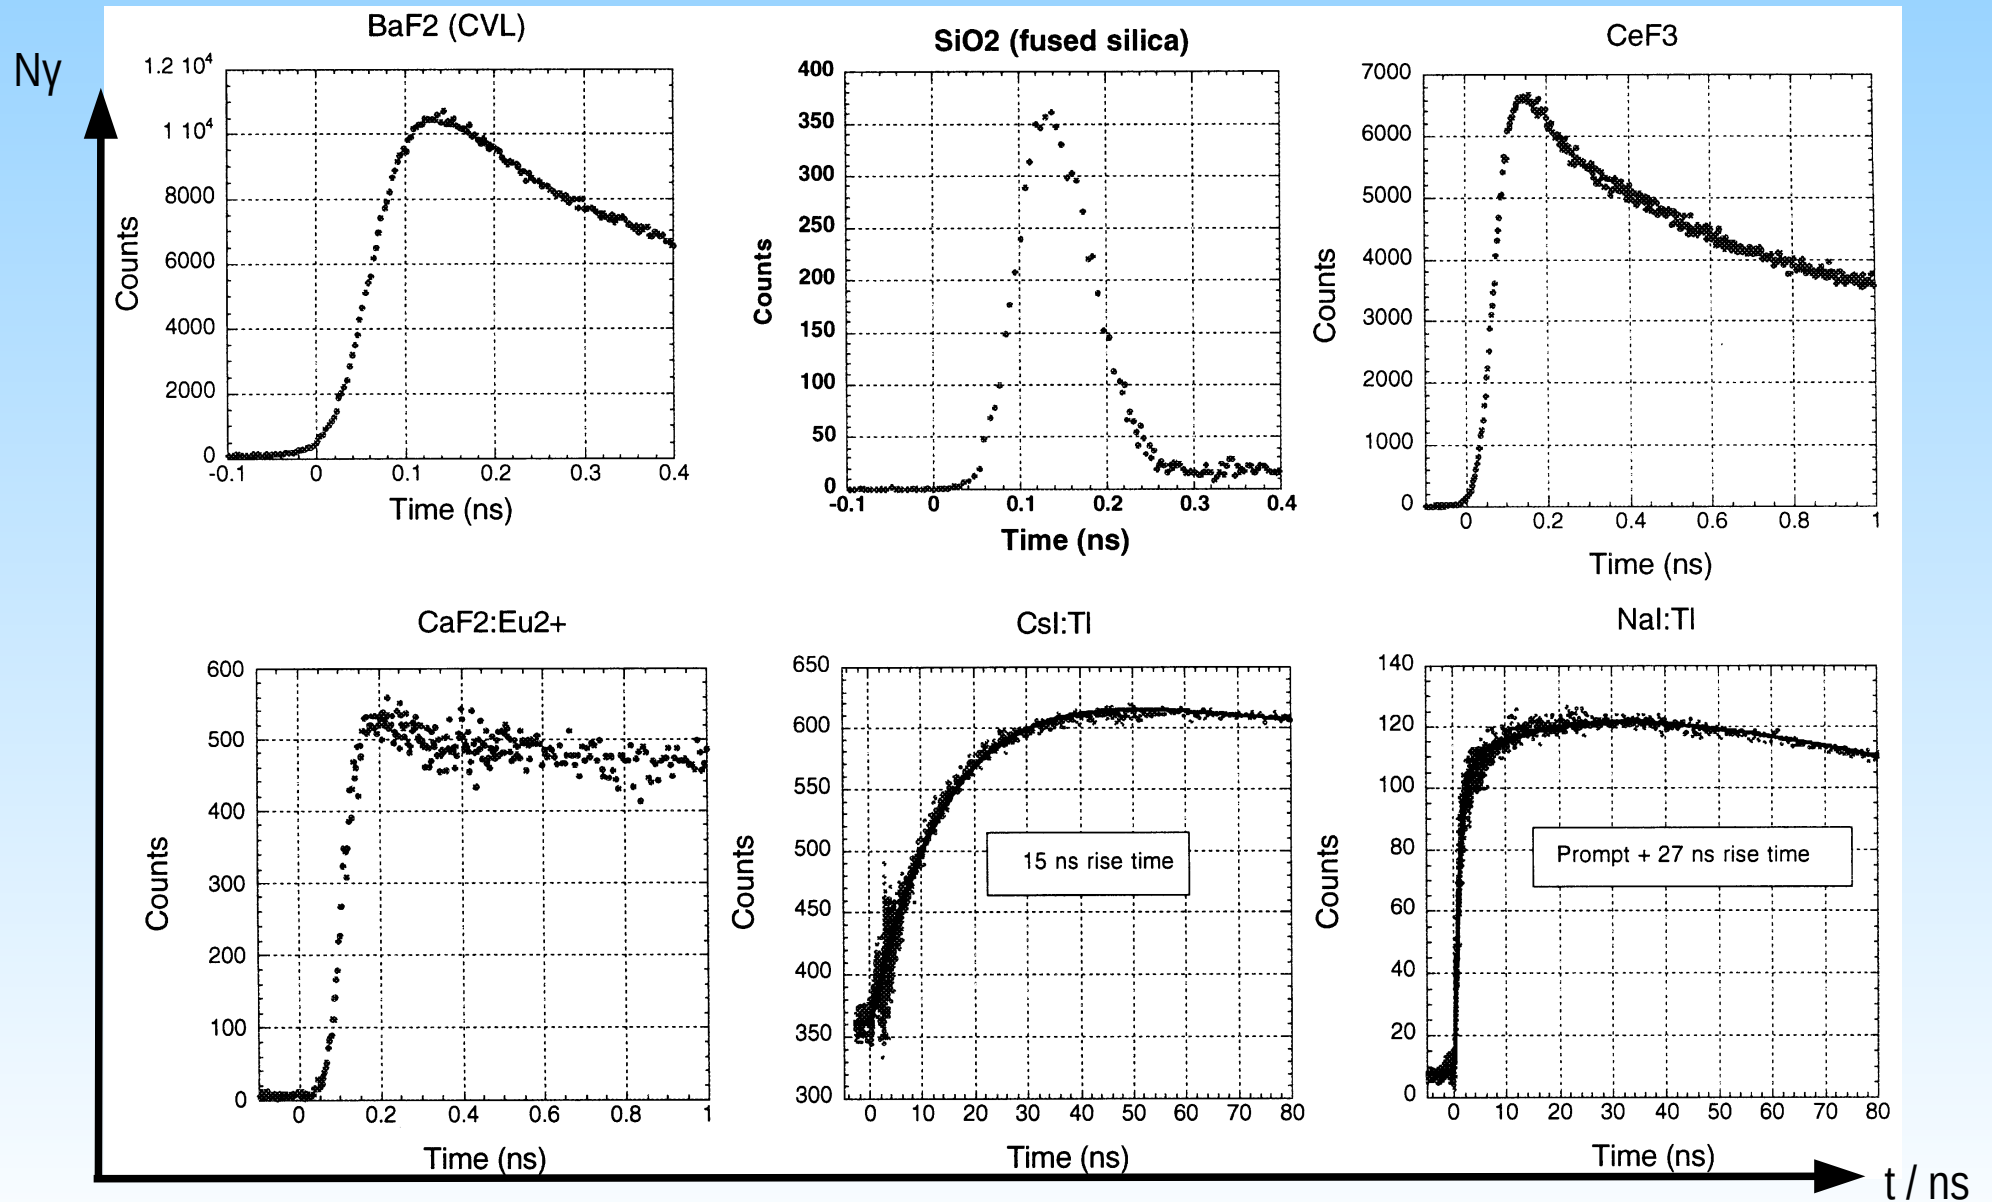 Nγ
BaF2 (CVL)
1.2 10⁴
1 10⁴
8000
6000
4000
2000
0
Counts
-0.1 0 0.1 0.2 0.3 0.4
Time (ns)
SiO2 (fused silica)
400
350
300
250
200
150
100
50
0
Counts
-0.1 0 0.1 0.2 0.3 0.4
Time (ns)
CeF3
7000
6000
5000
4000
3000
2000
1000
0
Counts
0 0.2 0.4 0.6 0.8 1
Time (ns)
CaF2:Eu2+
600
500
400
300
200
100
0
Counts
0 0.2 0.4 0.6 0.8 1
Time (ns)
CsI:Tl
650
600
550
500
450
400
350
300
Counts
15 ns rise time
0 10 20 30 40 50 60 70 80
Time (ns)
NaI:Tl
140
120
100
80
60
40
20
0
Counts
Prompt + 27 ns rise time
0 10 20 30 40 50 60 70 80
Time (ns)
t / ns